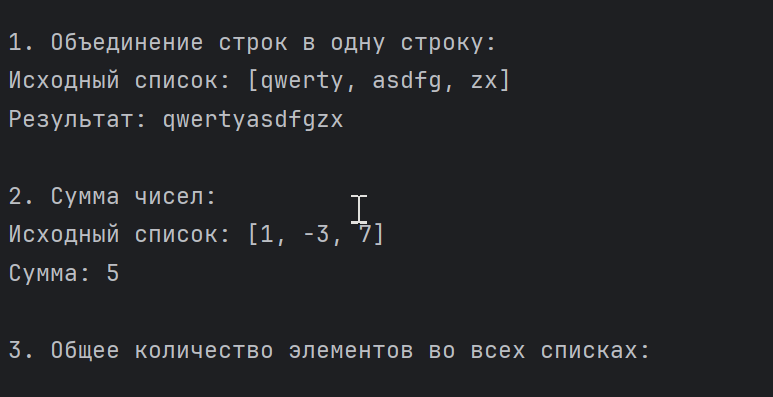 1. Объединение строк в одну строку:
Исходный список: [qwerty, asdfg, zx]
Результат: qwertyasdfgzx
2. Сумма чисел:
Исходный список: [1, -3, 7]
Сумма: 5
3. Общее количество элементов во всех списках: